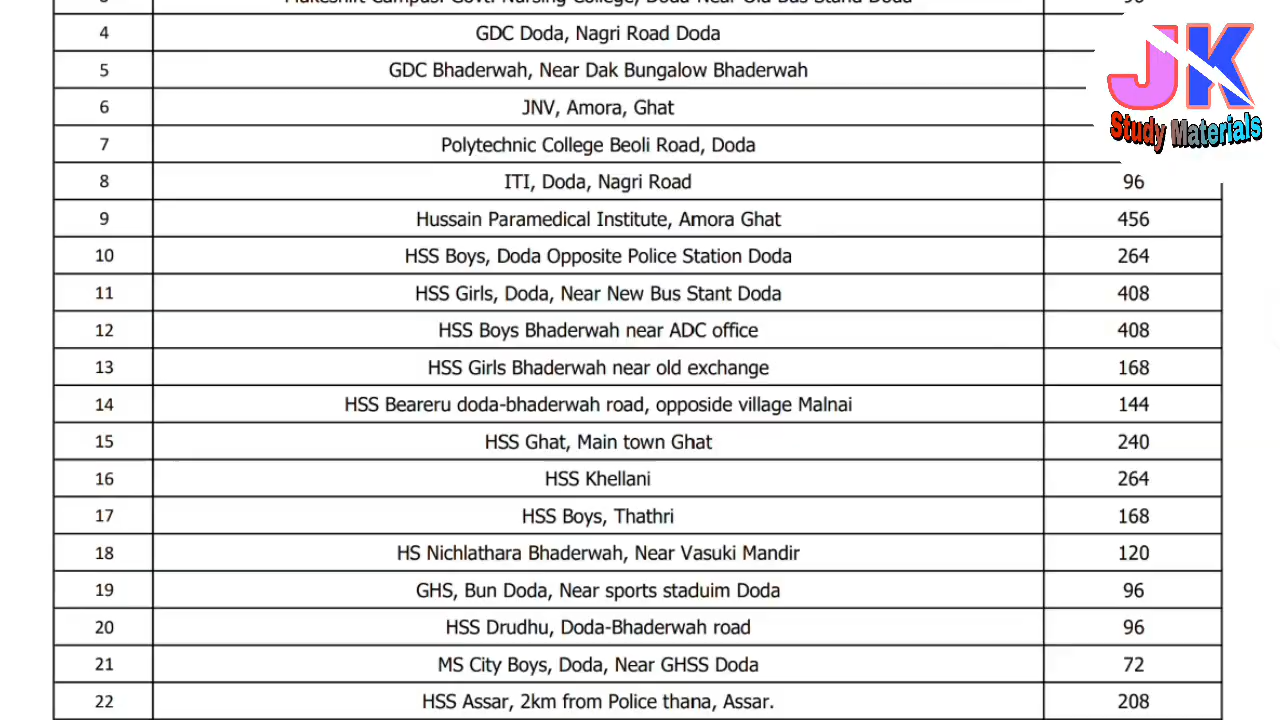 4 GDC Doda, Nagri Road Doda
5 GDC Bhaderwah, Near Dak Bungalow Bhaderwah
6 JNV, Amora, Ghat
7 Polytechnic College Beoli Road, Doda
8 ITI, Doda, Nagri Road 96
9 Hussain Paramedical Institute, Amora Ghat 456
10 HSS Boys, Doda Opposite Police Station Doda 264
11 HSS Girls, Doda, Near New Bus Stant Doda 408
12 HSS Boys Bhaderwah near ADC office 408
13 HSS Girls Bhaderwah near old exchange 168
14 HSS Beareru doda-bhaderwah road, opposide village Malnai 144
15 HSS Ghat, Main town Ghat 240
16 HSS Khellani 264
17 HSS Boys, Thathri 168
18 HS Nichlathara Bhaderwah, Near Vasuki Mandir 120
19 GHS, Bun Doda, Near sports staduim Doda 96
20 HSS Drudhu, Doda-Bhaderwah road 96
21 MS City Boys, Doda, Near GHSS Doda 72
22 HSS Assar, 2km from Police thana, Assar. 208
JK
Study Materials